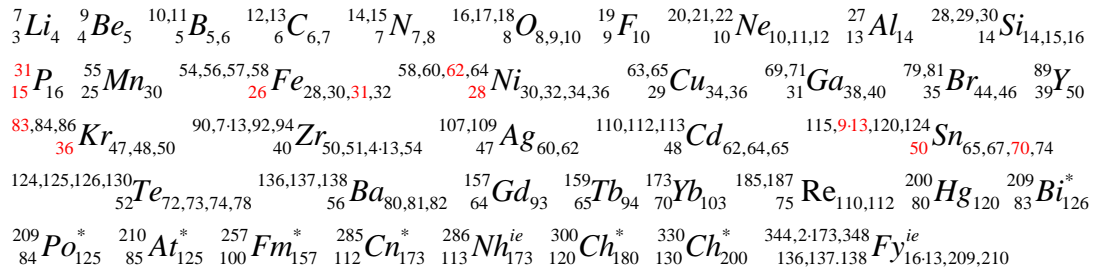 ⁷₃Li₄ ⁹₄Be₅ ¹⁰,¹¹₅B₅,₆ ¹²,¹³₆C₆,₇ ¹⁴,¹⁵₇N₇,₈ ¹⁶,¹⁷,¹⁸₈O₈,₉,₁₀ ¹⁹₉F₁₀ ²⁰,²¹,²²₁₀Ne₁₀,₁₁,₁₂ ²⁷₁₃Al₁₄ ²⁸,²⁹,³⁰₁₄Si₁₄,₁₅,₁₆
³¹₁₅P₁₆ ⁵⁵₂₅Mn₃₀ ⁵⁴,⁵⁶,⁵⁷,⁵⁸₂₆Fe₂₈,₃₀,₃₁,₃₂ ⁵⁸,⁶⁰,⁶²,⁶⁴₂₈Ni₃₀,₃₂,₃₄,₃₆ ⁶³,⁶⁵₂₉Cu₃₄,₃₆ ⁶⁹,⁷¹₃₁Ga₃₈,₄₀ ⁷⁹,⁸¹₃₅Br₄₄,₄₆ ⁸⁹₃₉Y₅₀
⁸³,⁸⁴,⁸⁶₃₆Kr₄₇,₄₈,₅₀ ⁹⁰,⁷·¹³,⁹²,⁹⁴₄₀Zr₅₀,₅₁,₄·₁₃,₅₄ ¹⁰⁷,¹⁰⁹₄₇Ag₆₀,₆₂ ¹¹⁰,¹¹²,¹¹³₄₈Cd₆₂,₆₄,₆₅ ¹¹⁵,⁹·¹³,¹²⁰,¹²⁴₅₀Sn₆₅,₆₇,₇₀,₇₄
¹²⁴,¹²⁵,¹²⁶,¹³⁰₅₂Te₇₂,₇₃,₇₄,₇₈ ¹³⁶,¹³⁷,¹³⁸₅₆Ba₈₀,₈₁,₈₂ ¹⁵⁷₆₄Gd₉₃ ¹⁵⁹₆₅Tb₉₄ ¹⁷³₇₀Yb₁₀₃ ¹⁸⁵,¹⁸⁷₇₅Re₁₁₀,₁₁₂ ²⁰⁰₈₀Hg₁₂₀ ²⁰⁹₈₃Bi*₁₂₆
²⁰⁹₈₄Po*₁₂₅ ²¹⁰₈₅At*₁₂₅ ²⁵⁷₁₀₀Fm*₁₅₇ ²⁸⁵₁₁₂Cn*₁₇₃ ²⁸⁶₁₁₃Nhⁱᵉ₁₇₃ ³⁰⁰₁₂₀Ch*₁₈₀ ³³⁰₁₃₀Ch*₂₀₀ ³⁴⁴,²·¹⁷³,³⁴⁸₁₃₆,₁₃₇.₁₃₈Fyⁱᵉ₁₆·₁₃,₂₀₉,₂₁₀